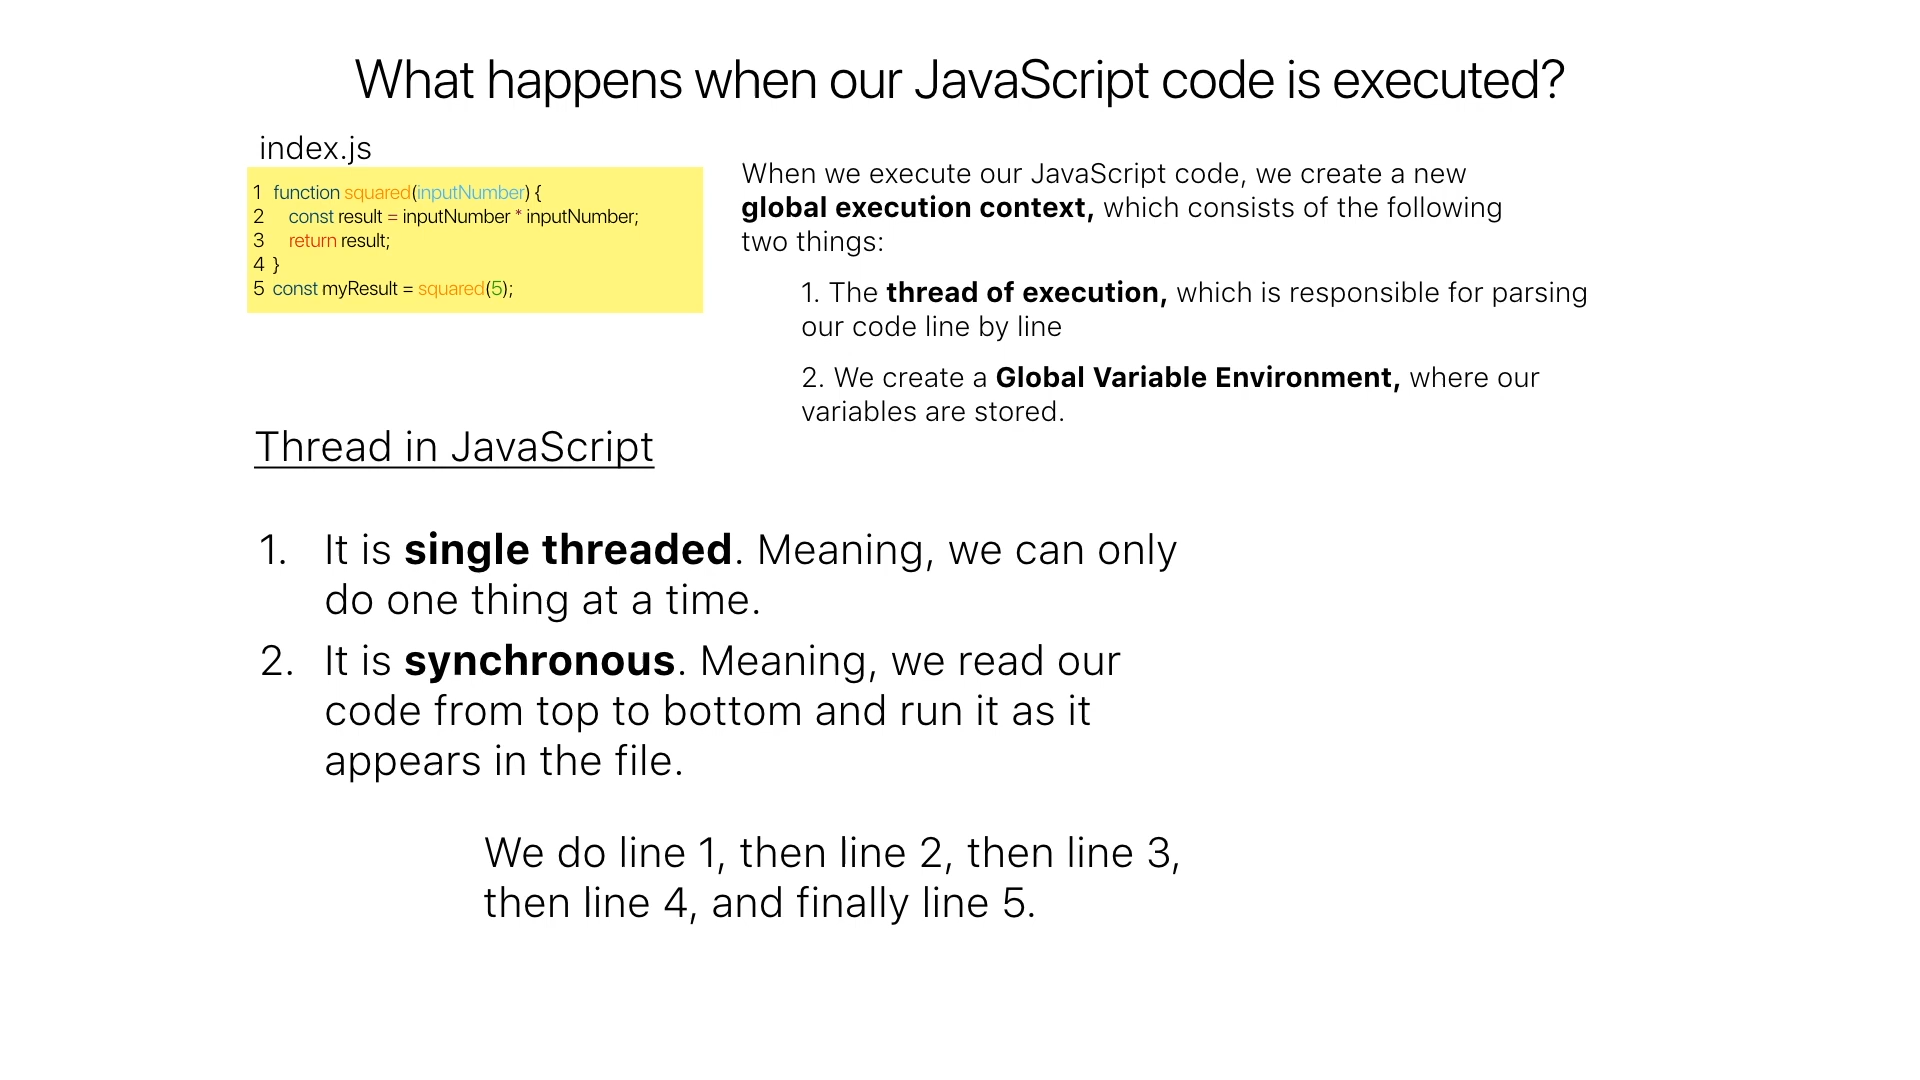 What happens when our JavaScript code is executed?
index.js
1 function squared(inputNumber) {
2 const result = inputNumber * inputNumber;
3 return result;
4 }
5 const myResult = squared(5);
When we execute our JavaScript code, we create a new
global execution context, which consists of the following
two things:
1. The thread of execution, which is responsible for parsing
our code line by line
2. We create a Global Variable Environment, where our
variables are stored.
Thread in JavaScript
1. It is single threaded. Meaning, we can only
do one thing at a time.
2. It is synchronous. Meaning, we read our
code from top to bottom and run it as it
appears in the file.
We do line 1, then line 2, then line 3,
then line 4, and finally line 5.